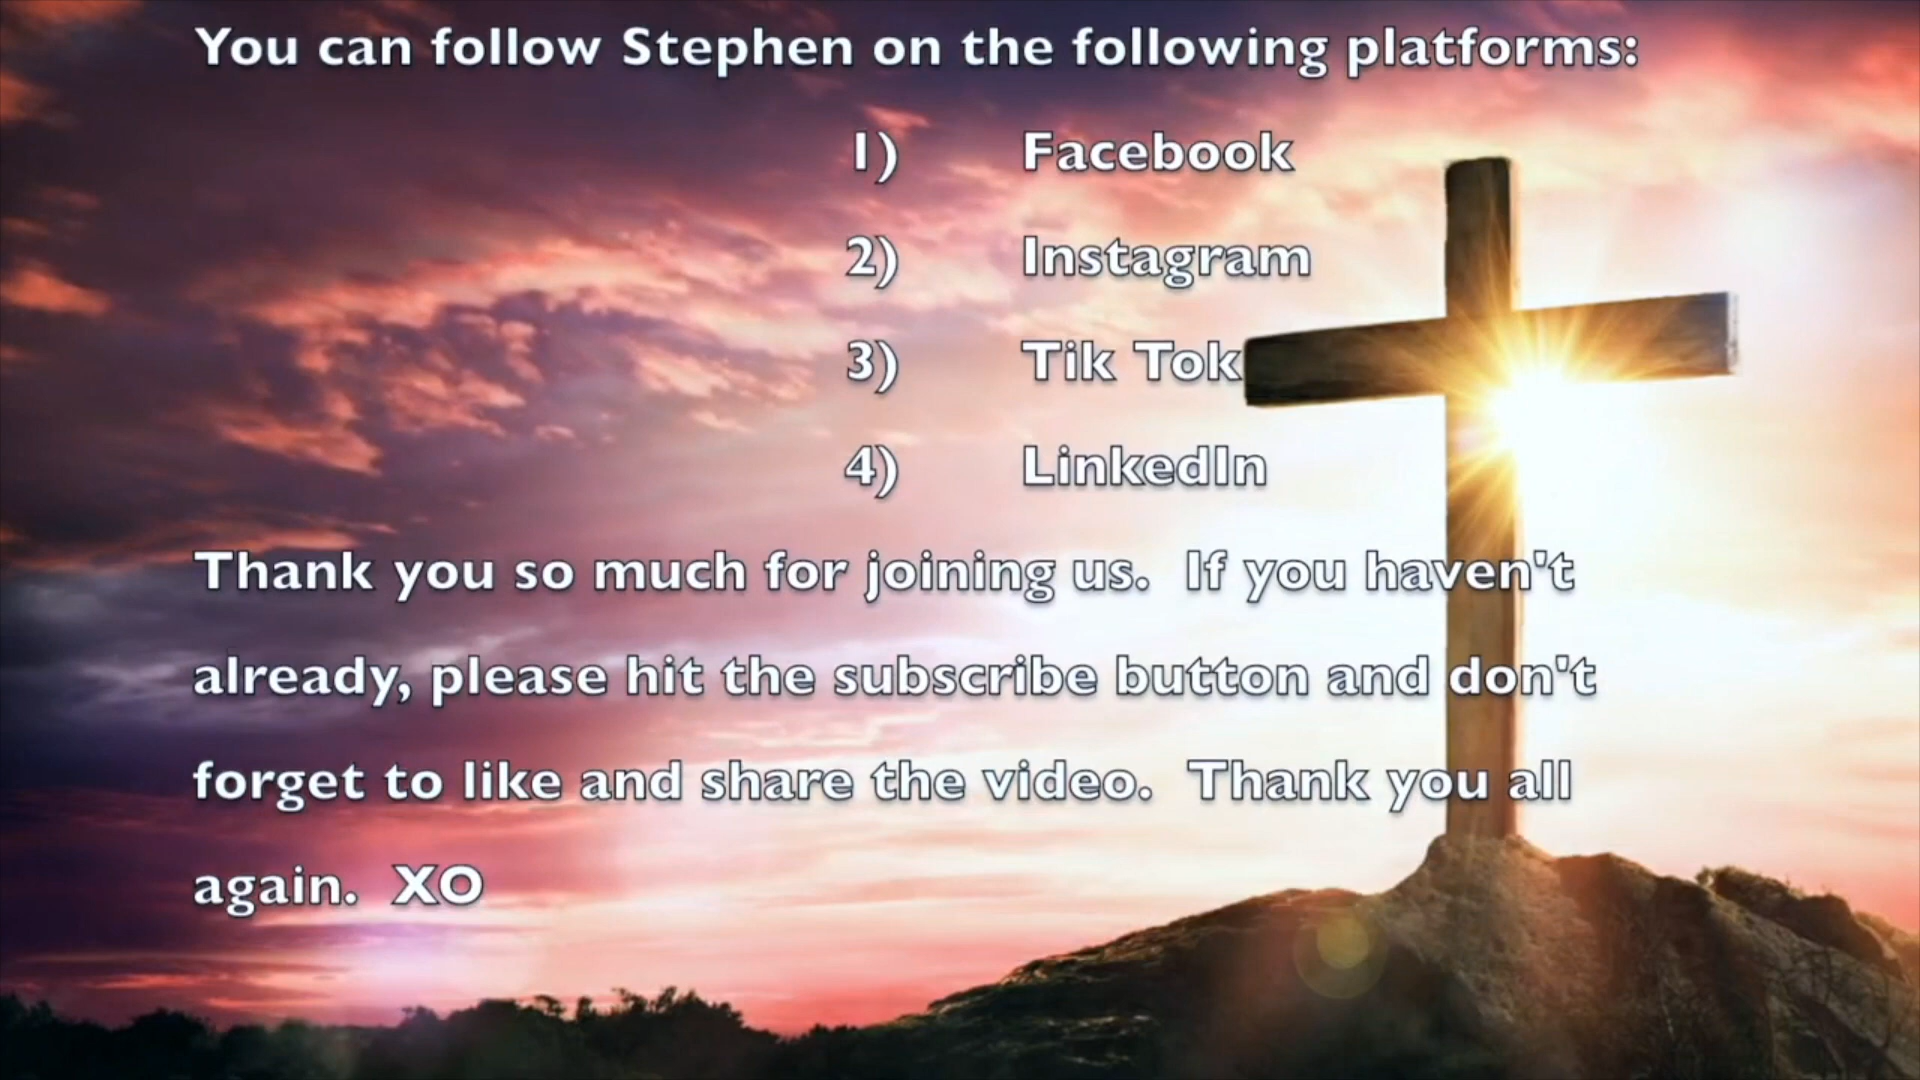 You can follow Stephen on the following platforms:
1) Facebook
2) Instagram
3) Tik Tok
4) LinkedIn
Thank you so much for joining us.  If you haven't
already, please hit the subscribe button and don't
forget to like and share the video.  Thank you all
again.  XO